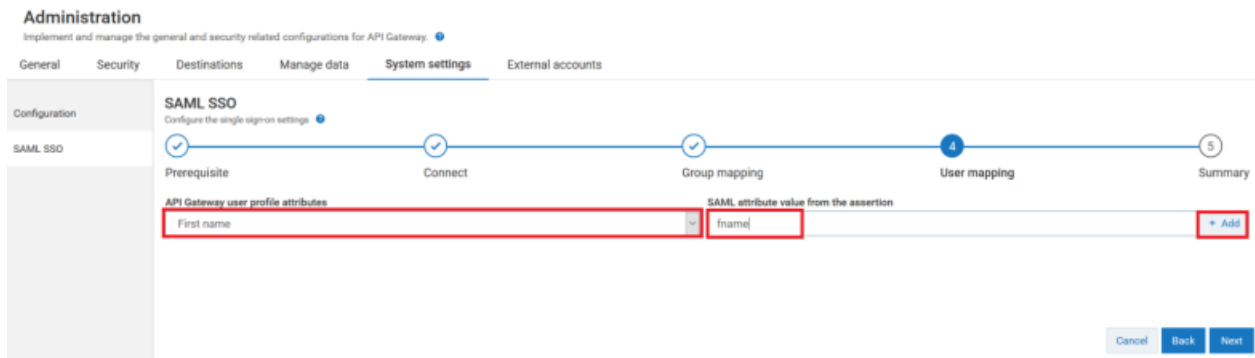 Administration
Implement and manage the general and security related configurations for API Gateway. ?
General Security Destinations Manage data System settings External accounts
Configuration
SAML SSO
SAML SSO
Configure the single sign-on settings ?
4 5
Prerequisite Connect Group mapping User mapping Summary
API Gateway user profile attributes SAML attribute value from the assertion
First name fname + Add
Cancel Back Next